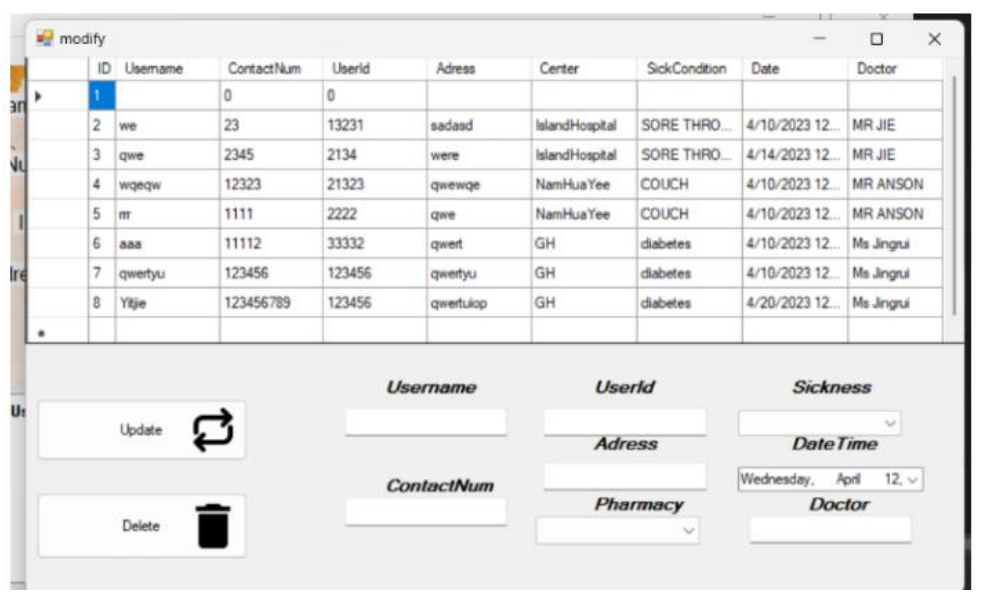 modify
ID Username ContactNum UserId Adress Center SickCondition Date Doctor
1 0 0
2 we 23 13231 sadasd IslandHospital SORE THRO... 4/10/2023 12... MR JIE
3 qwe 2345 2134 were IslandHospital SORE THRO... 4/14/2023 12... MR JIE
4 wqeqw 12323 21323 qwewqe NamHuaYee COUCH 4/10/2023 12... MR ANSON
5 rrr 1111 2222 qwe NamHuaYee COUCH 4/10/2023 12... MR ANSON
6 aaa 11112 33332 qwert GH diabetes 4/10/2023 12... Ms Jingrui
7 qwertyu 123456 123456 qwertyu GH diabetes 4/10/2023 12... Ms Jingrui
8 Yitjie 123456789 123456 qwertuiop GH diabetes 4/20/2023 12... Ms Jingrui
Username UserId Sickness
Update
Adress DateTime
Wednesday, April 12,
ContactNum
Pharmacy Doctor
Delete